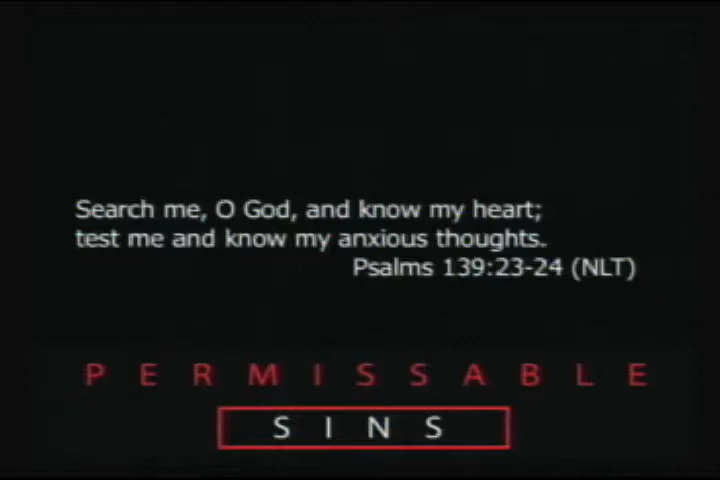 Search me, O God, and know my heart;
test me and know my anxious thoughts.
Psalms 139:23-24 (NLT)
PERMISSABLE
SINS